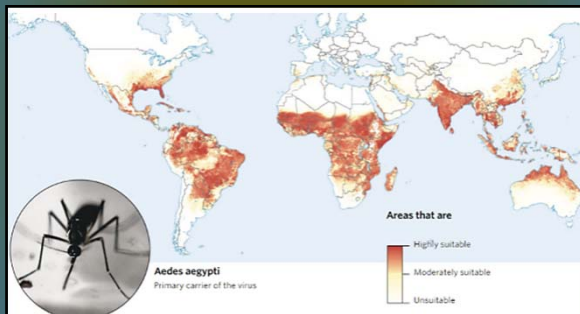 Areas that are
Highly suitable
Moderately suitable
Unsuitable
Aedes aegypti
Primary carrier of the virus